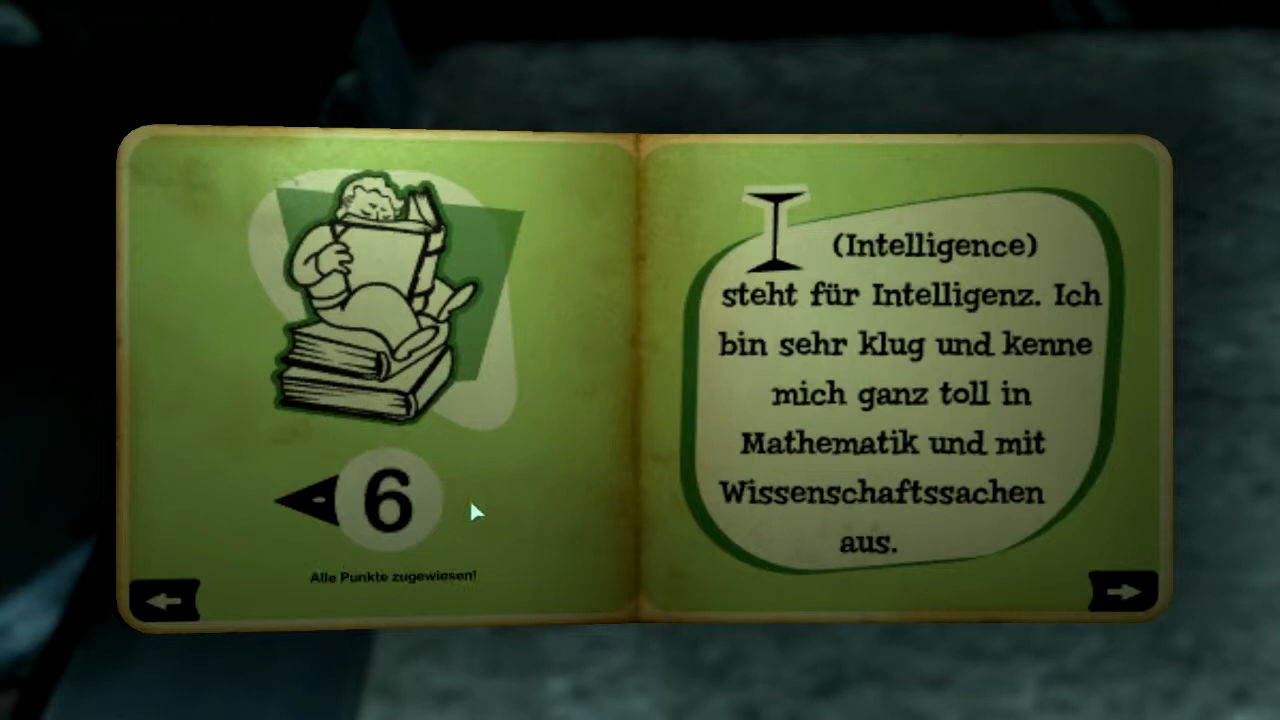 6
Alle Punkte zugewiesen!
I (Intelligence)
steht für Intelligenz. Ich
bin sehr klug und kenne
mich ganz toll in
Mathematik und mit
Wissenschaftssachen
aus.